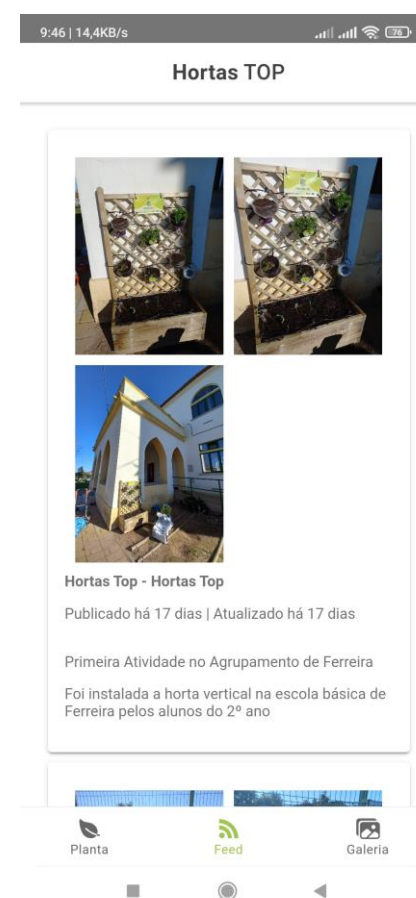 9:46 | 14,4KB/s
76
Hortas TOP
Hortas Top - Hortas Top
Publicado há 17 dias | Atualizado há 17 dias
Primeira Atividade no Agrupamento de Ferreira
Foi instalada a horta vertical na escola básica de
Ferreira pelos alunos do 2º ano
Planta
Feed
Galeria